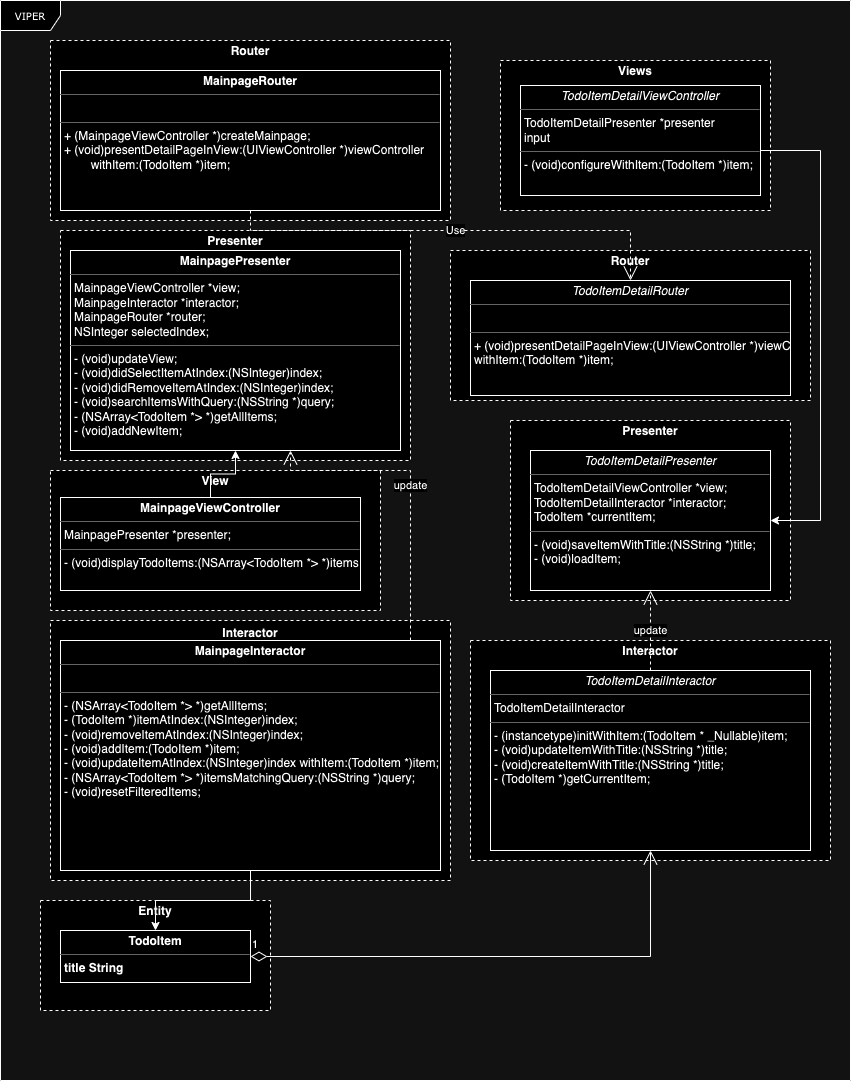 VIPER
Router
MainpageRouter
+ (MainpageViewController *)createMainpage;
+ (void)presentDetailPageInView:(UIViewController *)viewController
withItem:(TodoItem *)item;
Views
TodoItemDetailViewController
TodoItemDetailPresenter *presenter
input
- (void)configureWithItem:(TodoItem *)item;
Use
Presenter
MainpagePresenter
MainpageViewController *view;
MainpageInteractor *interactor;
MainpageRouter *router;
NSInteger selectedIndex;
- (void)updateView;
- (void)didSelectItemAtIndex:(NSInteger)index;
- (void)didRemoveItemAtIndex:(NSInteger)index;
- (void)searchItemsWithQuery:(NSString *)query;
- (NSArray<TodoItem *> *)getAllItems;
- (void)addNewItem;
Router
TodoItemDetailRouter
+ (void)presentDetailPageInView:(UIViewController *)viewC
withItem:(TodoItem *)item;
View
MainpageViewController
MainpagePresenter *presenter;
- (void)displayTodoItems:(NSArray<TodoItem *> *)items
update
Presenter
TodoItemDetailPresenter
TodoItemDetailViewController *view;
TodoItemDetailInteractor *interactor;
TodoItem *currentItem;
- (void)saveItemWithTitle:(NSString *)title;
- (void)loadItem;
update
Interactor
MainpageInteractor
- (NSArray<TodoItem *> *)getAllItems;
- (TodoItem *)itemAtIndex:(NSInteger)index;
- (void)removeItemAtIndex:(NSInteger)index;
- (void)addItem:(TodoItem *)item;
- (void)updateItemAtIndex:(NSInteger)index withItem:(TodoItem *)item;
- (NSArray<TodoItem *> *)itemsMatchingQuery:(NSString *)query;
- (void)resetFilteredItems;
Interactor
TodoItemDetailInteractor
TodoItemDetailInteractor
- (instancetype)initWithItem:(TodoItem * _Nullable)item;
- (void)updateItemWithTitle:(NSString *)title;
- (void)createItemWithTitle:(NSString *)title;
- (TodoItem *)getCurrentItem;
Entity
TodoItem
title String
1